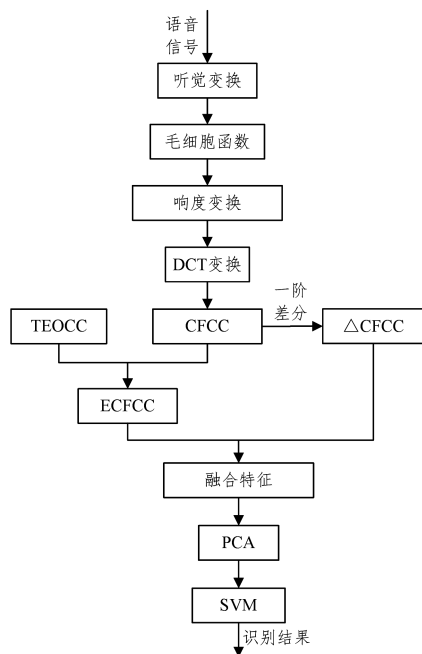 语音
信号
听觉变换
毛细胞函数
响度变换
DCT变换
一阶
差分
TEOCC
CFCC
△CFCC
ECFCC
融合特征
PCA
SVM
识别结果